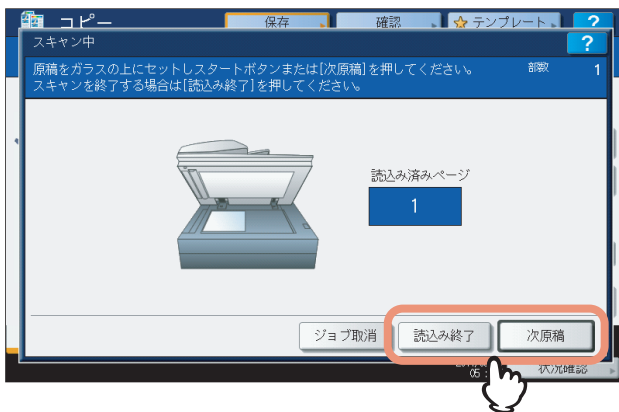 コピー
保存
確認
テンプレート
?
スキャン中
?
原稿をガラスの上にセットしスタートボタンまたは[次原稿]を押してください。
部数 1
スキャンを終了する場合は[読込み終了]を押してください。
読込み済みページ
1
ジョブ取消
読込み終了
次原稿
05:
状況確認